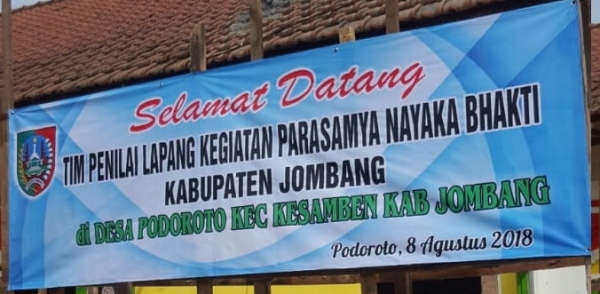 Selamat Datang
TIM PENILAI LAPANG KEGIATAN PARASAMYA NAYAKA BHAKTI
KABUPATEN JOMBANG
di DESA PODOROTO KEC KESAMBEN KAB JOMBANG
Podoroto, 8 Agustus 2018